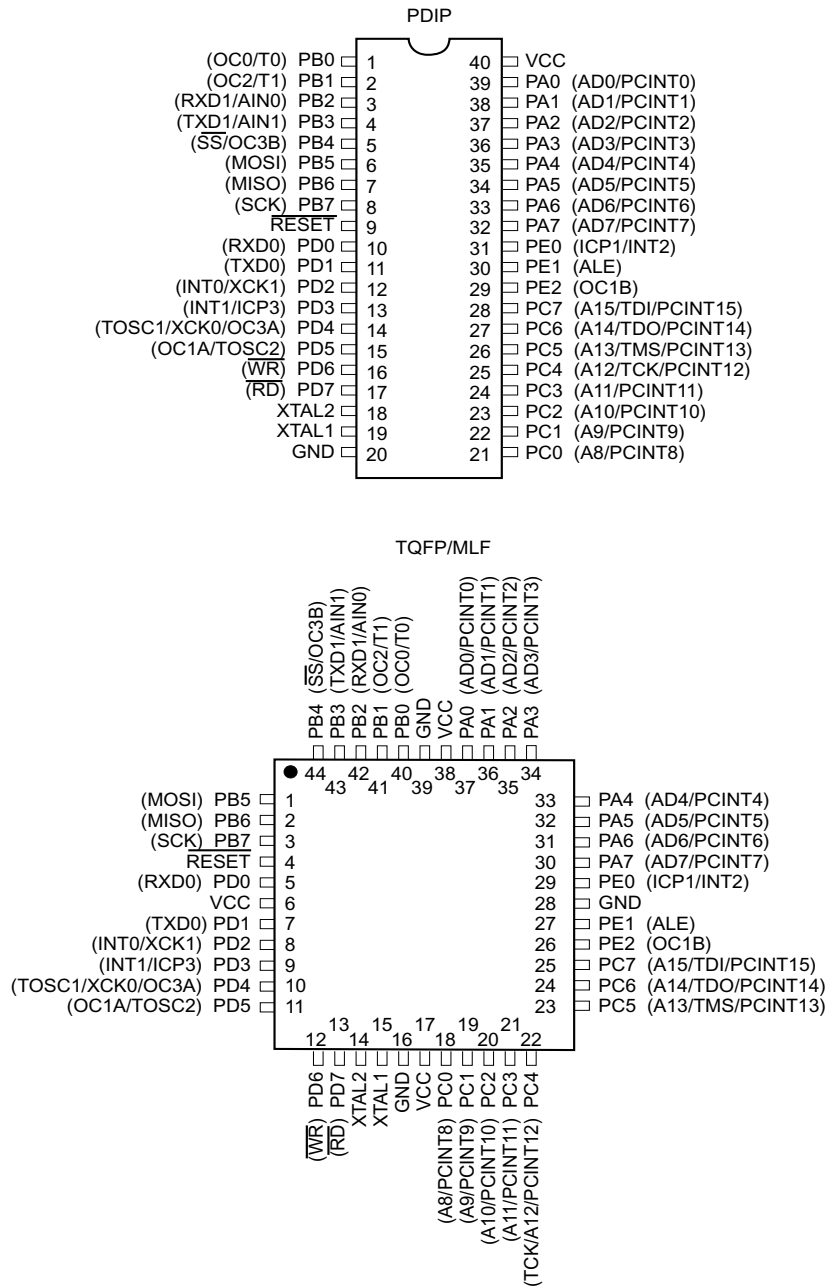 PDIP
(OC0/T0) PB0 1 40 VCC
(OC2/T1) PB1 2 39 PA0 (AD0/PCINT0)
(RXD1/AIN0) PB2 3 38 PA1 (AD1/PCINT1)
(TXD1/AIN1) PB3 4 37 PA2 (AD2/PCINT2)
(S̅S̅/OC3B) PB4 5 36 PA3 (AD3/PCINT3)
(MOSI) PB5 6 35 PA4 (AD4/PCINT4)
(MISO) PB6 7 34 PA5 (AD5/PCINT5)
(SCK) PB7 8 33 PA6 (AD6/PCINT6)
R̅E̅S̅E̅T̅ 9 32 PA7 (AD7/PCINT7)
(RXD0) PD0 10 31 PE0 (ICP1/INT2)
(TXD0) PD1 11 30 PE1 (ALE)
(INT0/XCK1) PD2 12 29 PE2 (OC1B)
(INT1/ICP3) PD3 13 28 PC7 (A15/TDI/PCINT15)
(TOSC1/XCK0/OC3A) PD4 14 27 PC6 (A14/TDO/PCINT14)
(OC1A/TOSC2) PD5 15 26 PC5 (A13/TMS/PCINT13)
(W̅R̅) PD6 16 25 PC4 (A12/TCK/PCINT12)
(R̅D̅) PD7 17 24 PC3 (A11/PCINT11)
XTAL2 18 23 PC2 (A10/PCINT10)
XTAL1 19 22 PC1 (A9/PCINT9)
GND 20 21 PC0 (A8/PCINT8)
TQFP/MLF
PB4 (S̅S̅/OC3B)
PB3 (TXD1/AIN1)
PB2 (RXD1/AIN0)
PB1 (OC2/T1)
PB0 (OC0/T0)
GND
VCC
PA0 (AD0/PCINT0)
PA1 (AD1/PCINT1)
PA2 (AD2/PCINT2)
PA3 (AD3/PCINT3)
44 42 40 38 36 34
43 41 39 37 35
(MOSI) PB5 1 33 PA4 (AD4/PCINT4)
(MISO) PB6 2 32 PA5 (AD5/PCINT5)
(SCK) PB7 3 31 PA6 (AD6/PCINT6)
R̅E̅S̅E̅T̅ 4 30 PA7 (AD7/PCINT7)
(RXD0) PD0 5 29 PE0 (ICP1/INT2)
VCC 6 28 GND
(TXD0) PD1 7 27 PE1 (ALE)
(INT0/XCK1) PD2 8 26 PE2 (OC1B)
(INT1/ICP3) PD3 9 25 PC7 (A15/TDI/PCINT15)
(TOSC1/XCK0/OC3A) PD4 10 24 PC6 (A14/TDO/PCINT14)
(OC1A/TOSC2) PD5 11 23 PC5 (A13/TMS/PCINT13)
13 15 17 19 21
12 14 16 18 20 22
(W̅R̅) PD6
(R̅D̅) PD7
XTAL2
XTAL1
GND
VCC
(A8/PCINT8) PC0
(A9/PCINT9) PC1
(A10/PCINT10) PC2
(A11/PCINT11) PC3
(TCK/A12/PCINT12) PC4